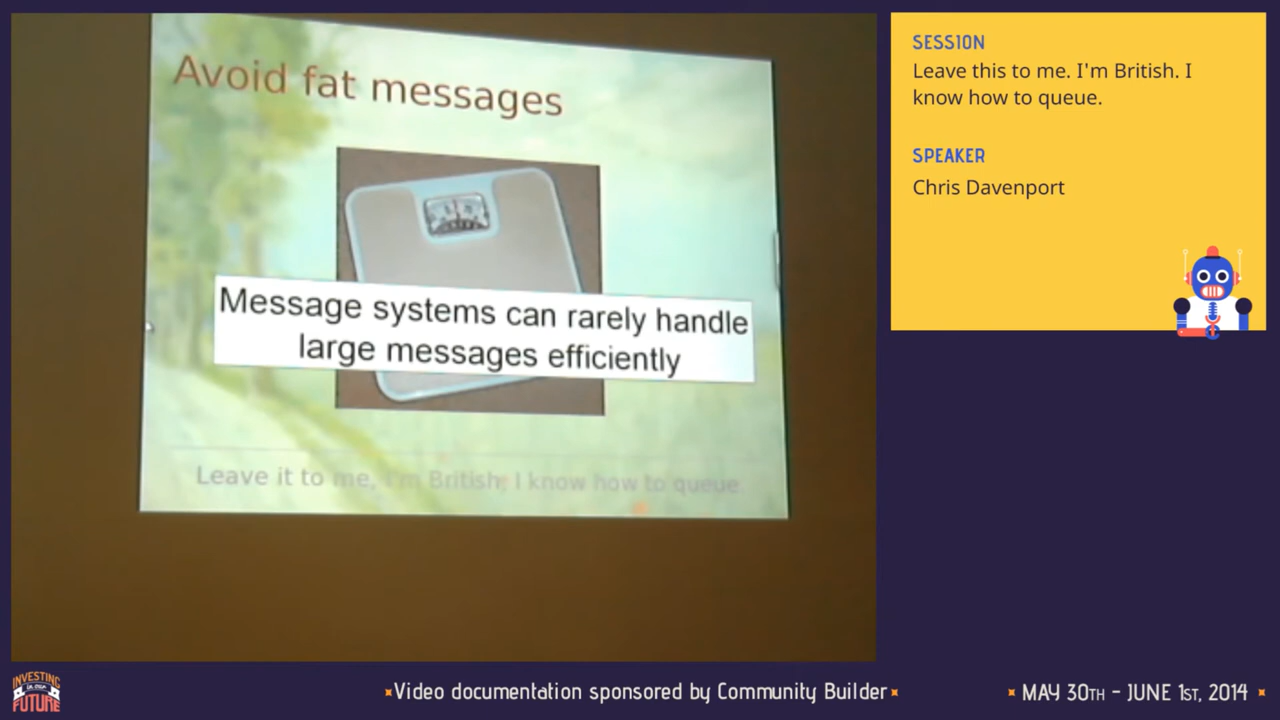 Avoid fat messages
Message systems can rarely handle
large messages efficiently
Leave it to me, I'm British; I know how to queue
SESSION
Leave this to me. I'm British. I
know how to queue.
SPEAKER
Chris Davenport
INVESTING
IN OUR
FUTURE
Video documentation sponsored by Community Builder
MAY 30TH - JUNE 1ST, 2014